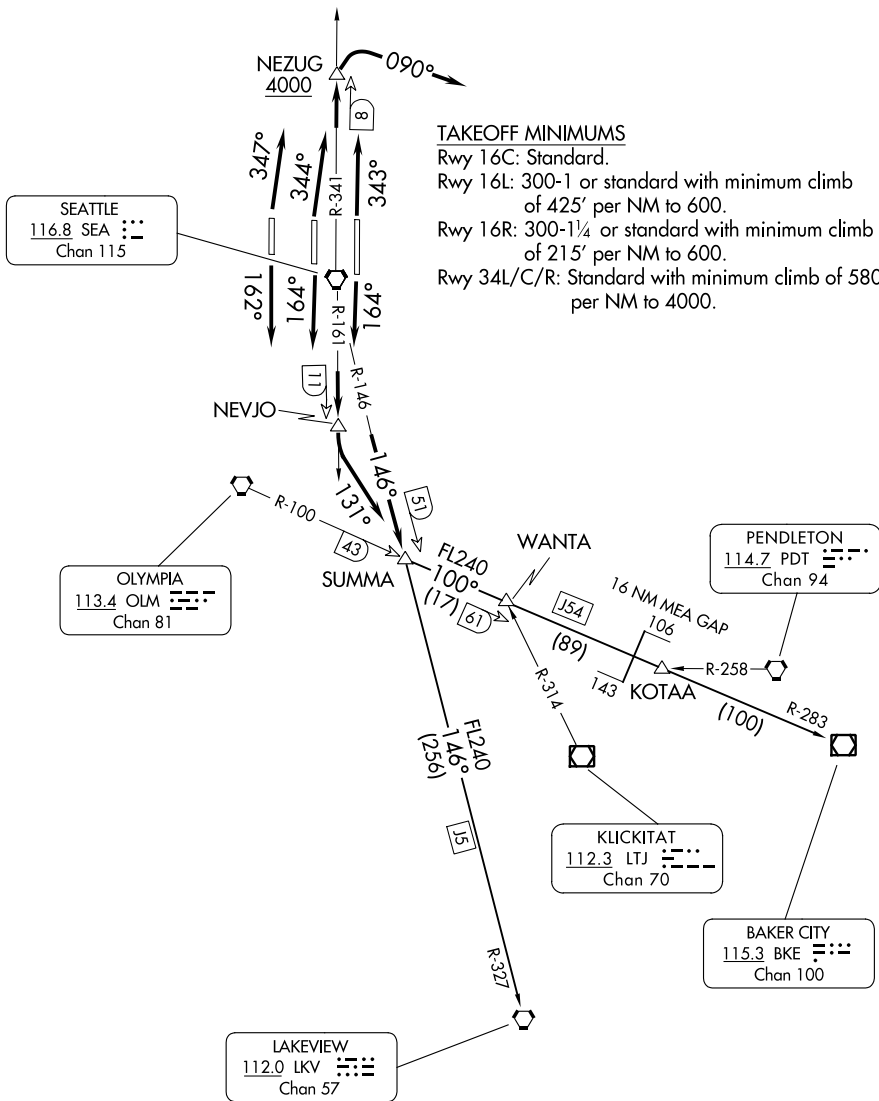 NEZUG
4000
090°
8
347°
344°
343°
R-341
TAKEOFF MINIMUMS
Rwy 16C: Standard.
Rwy 16L: 300-1 or standard with minimum climb
of 425' per NM to 600.
Rwy 16R: 300-1¼ or standard with minimum climb
of 215' per NM to 600.
Rwy 34L/C/R: Standard with minimum climb of 580
per NM to 4000.
SEATTLE
116.8 SEA
Chan 115
162°
164°
164°
R-161
11
R-146
NEVJO
146°
131°
51
R-100
43
OLYMPIA
113.4 OLM
Chan 81
SUMMA
FL240
100°
(17)
61
WANTA
J54
(89)
16 NM MEA GAP
106
143
PENDLETON
114.7 PDT
Chan 94
R-258
KOTAA
R-314
(100)
R-283
FL240
146°
(256)
J5
KLICKITAT
112.3 LTJ
Chan 70
BAKER CITY
115.3 BKE
Chan 100
R-327
LAKEVIEW
112.0 LKV
Chan 57